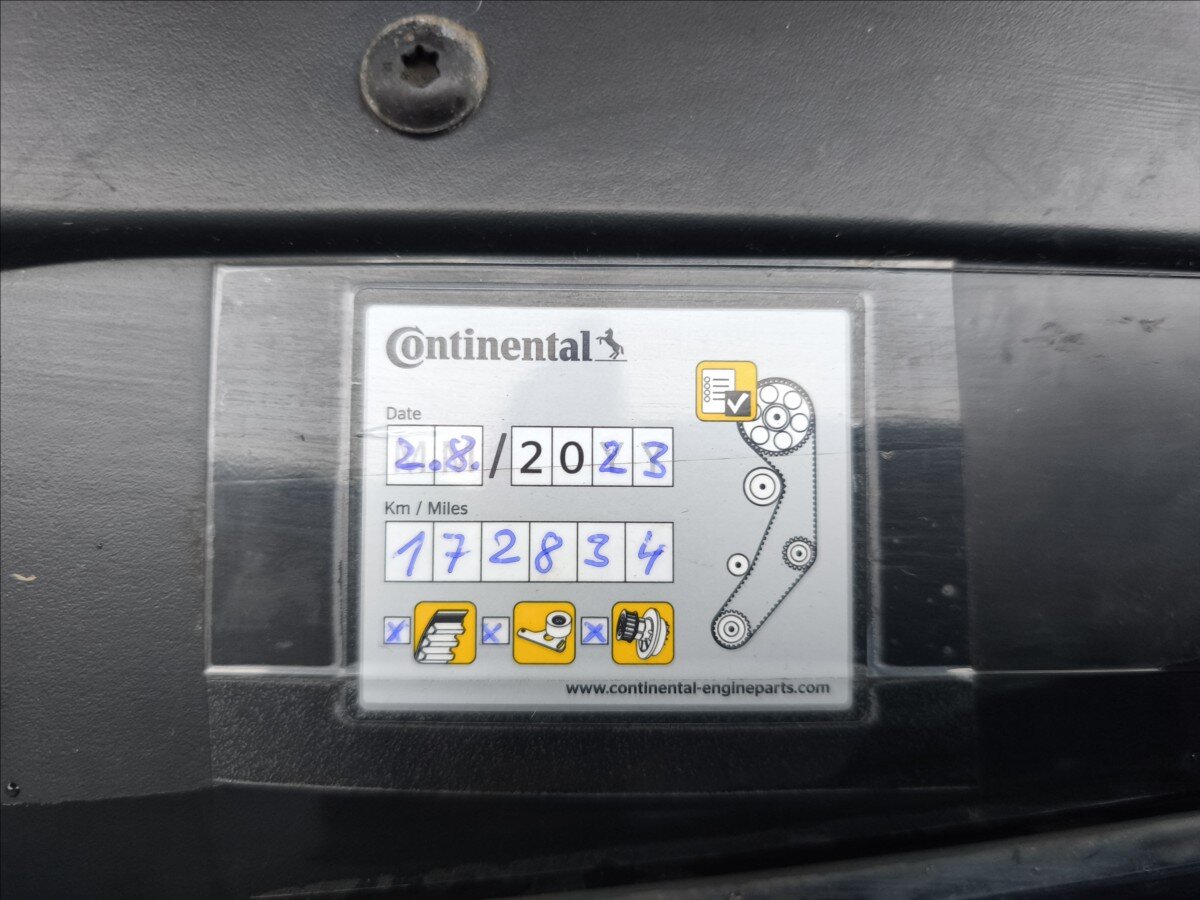 Continental
Date
2.8./2023
Km / Miles
172834
x x x
www.continental-engineparts.com